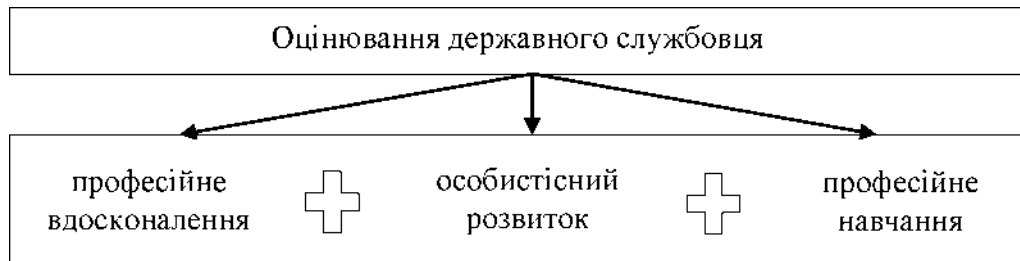 Оцінювання державного службовця
професійне вдосконалення
особистісний розвиток
професійне навчання